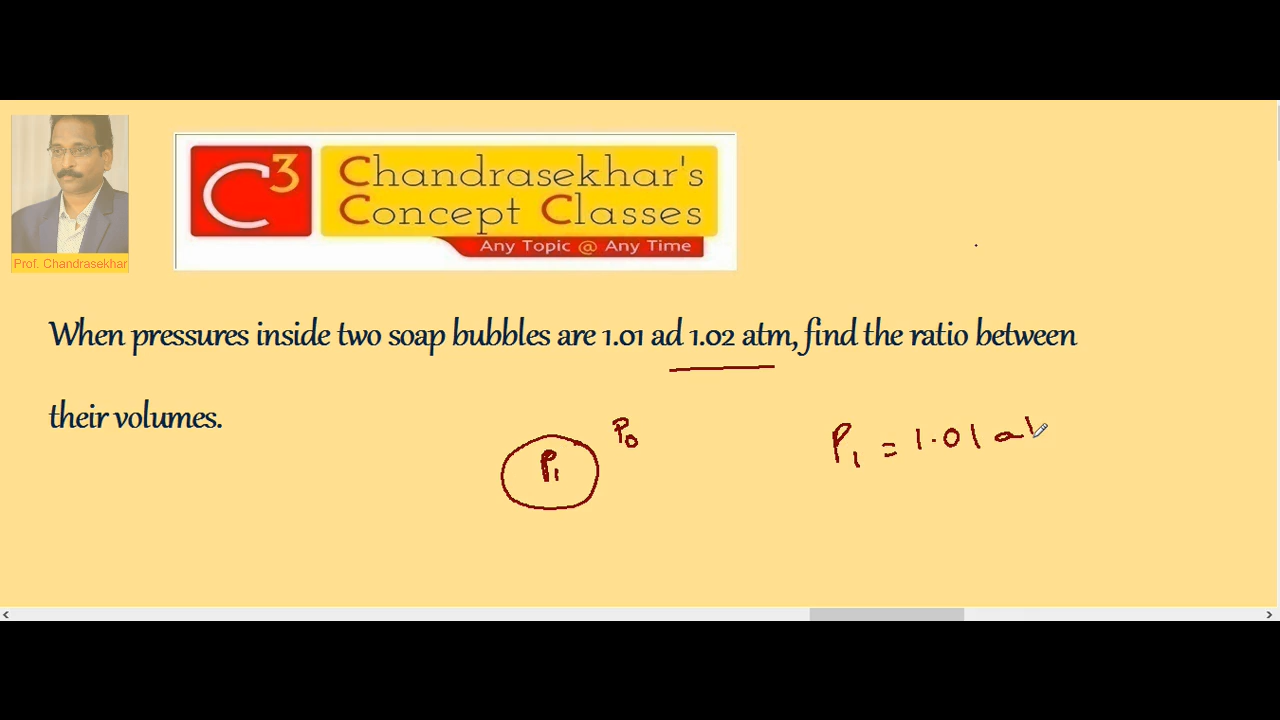 C3
Chandrasekhar's
Concept Classes
Any Topic @ Any Time
Prof. Chandrasekhar
When pressures inside two soap bubbles are 1.01 ad 1.02 atm, find the ratio between
their volumes.
P0
P1
P1 = 1.01 at